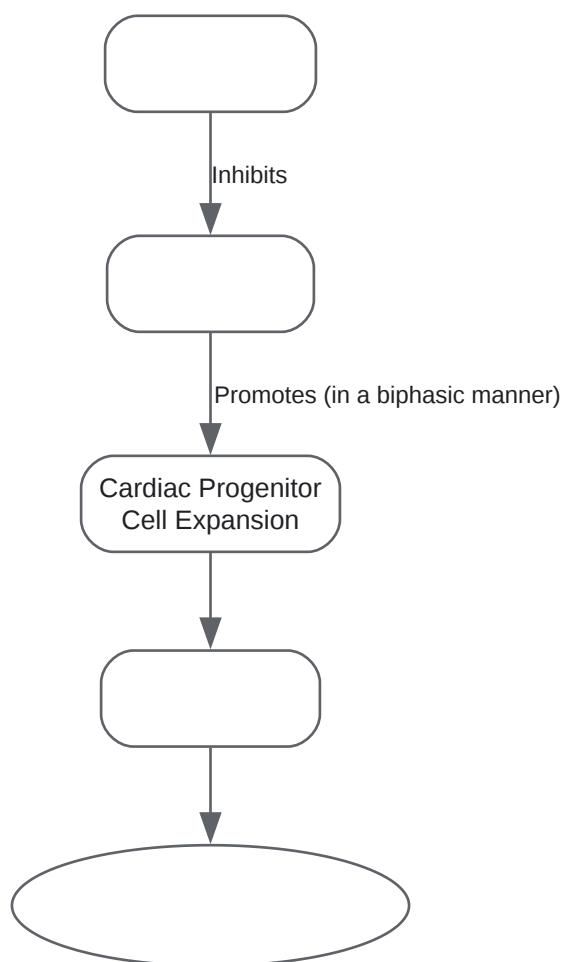 Inhibits
Promotes (in a biphasic manner)
Cardiac Progenitor
Cell Expansion